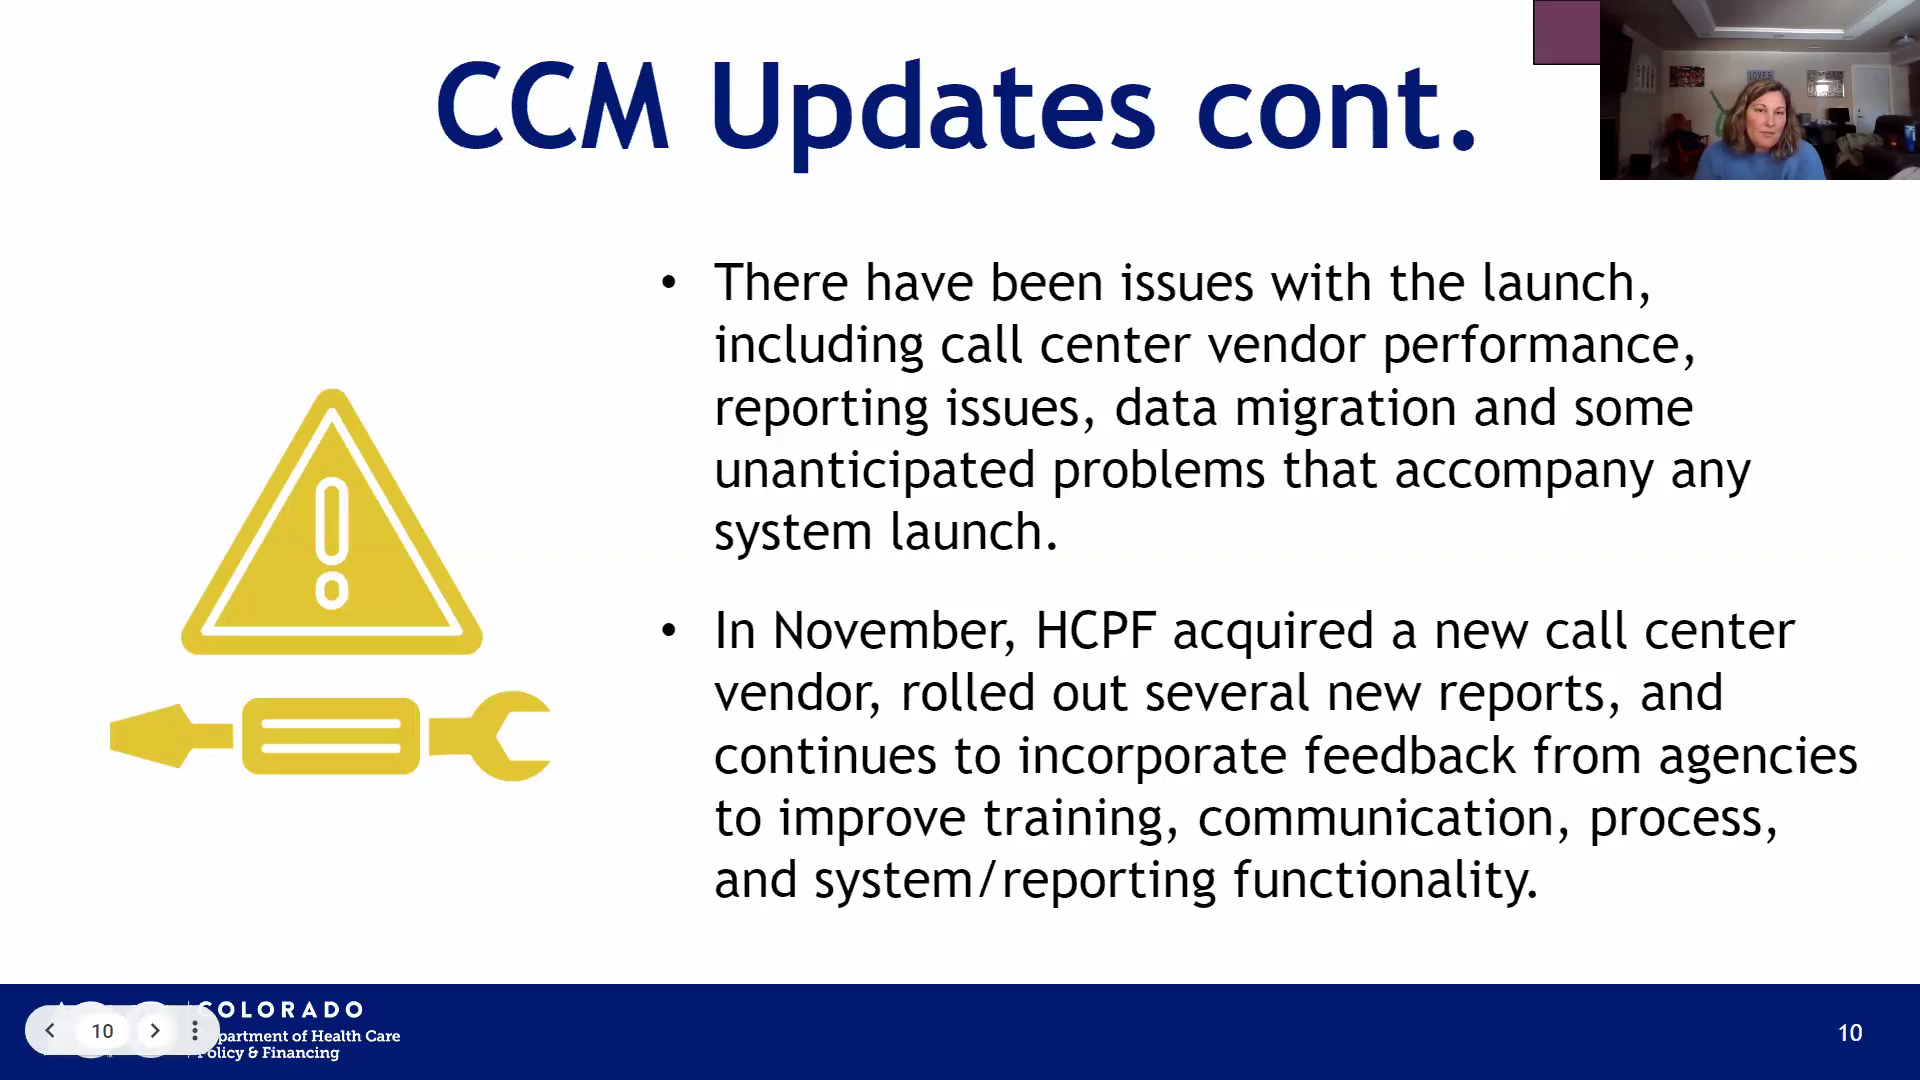 CCM Updates cont.
LOVES
• There have been issues with the launch,
including call center vendor performance,
reporting issues, data migration and some
unanticipated problems that accompany any
system launch.
• In November, HCPF acquired a new call center
vendor, rolled out several new reports, and
continues to incorporate feedback from agencies
to improve training, communication, process,
and system/reporting functionality.
COLORADO
partment of Health Care
Policy & Financing
10
10